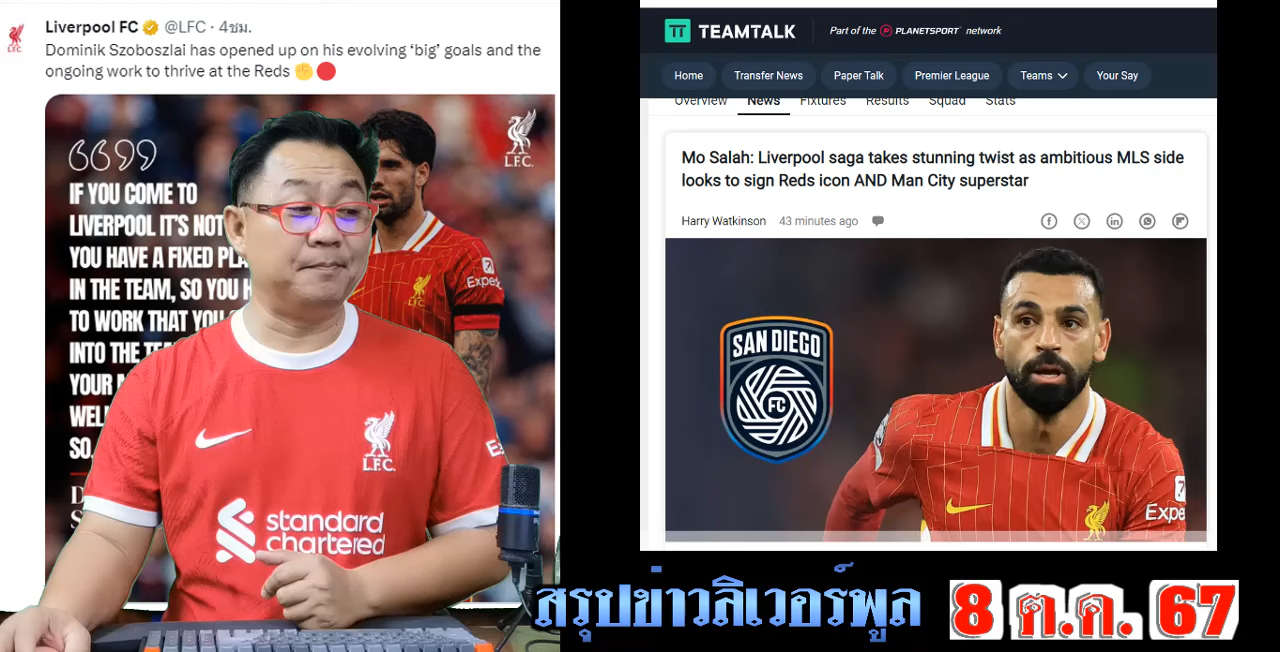 Liverpool FC @LFC · 4ชม.
Dominik Szoboszlai has opened up on his evolving ‘big’ goals and the
ongoing work to thrive at the Reds
L.F.C.
IF YOU COME TO
LIVERPOOL IT'S NOT
YOU HAVE A FIXED
IN THE TEAM, SO YOU
TO WORK THAT YOU
INTO THE
YOUR
SO.
Expe
LFC
L.F.C.
standard
chartered
TT TEAMTALK
Part of the PLANETSPORT network
Home Transfer News Paper Talk Premier League Teams Your Say
Overview News Fixtures Results Squad Stats
Mo Salah: Liverpool saga takes stunning twist as ambitious MLS side
looks to sign Reds icon AND Man City superstar
Harry Watkinson 43 minutes ago
SAN DIEGO
FC
Expe
สรุปข่าวลิเวอร์พูล 8 ต.ค. 67